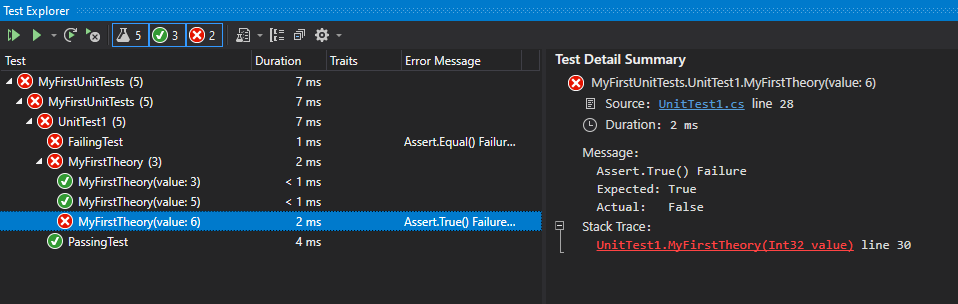 Test Explorer
5 3 2
Test Duration Traits Error Message
MyFirstUnitTests (5) 7 ms
MyFirstUnitTests (5) 7 ms
UnitTest1 (5) 7 ms
FailingTest 1 ms Assert.Equal() Failur...
MyFirstTheory (3) 2 ms
MyFirstTheory(value: 3) < 1 ms
MyFirstTheory(value: 5) < 1 ms
MyFirstTheory(value: 6) 2 ms Assert.True() Failure...
PassingTest 4 ms
Test Detail Summary
MyFirstUnitTests.UnitTest1.MyFirstTheory(value: 6)
Source: UnitTest1.cs line 28
Duration: 2 ms
Message:
Assert.True() Failure
Expected: True
Actual: False
Stack Trace:
UnitTest1.MyFirstTheory(Int32 value) line 30